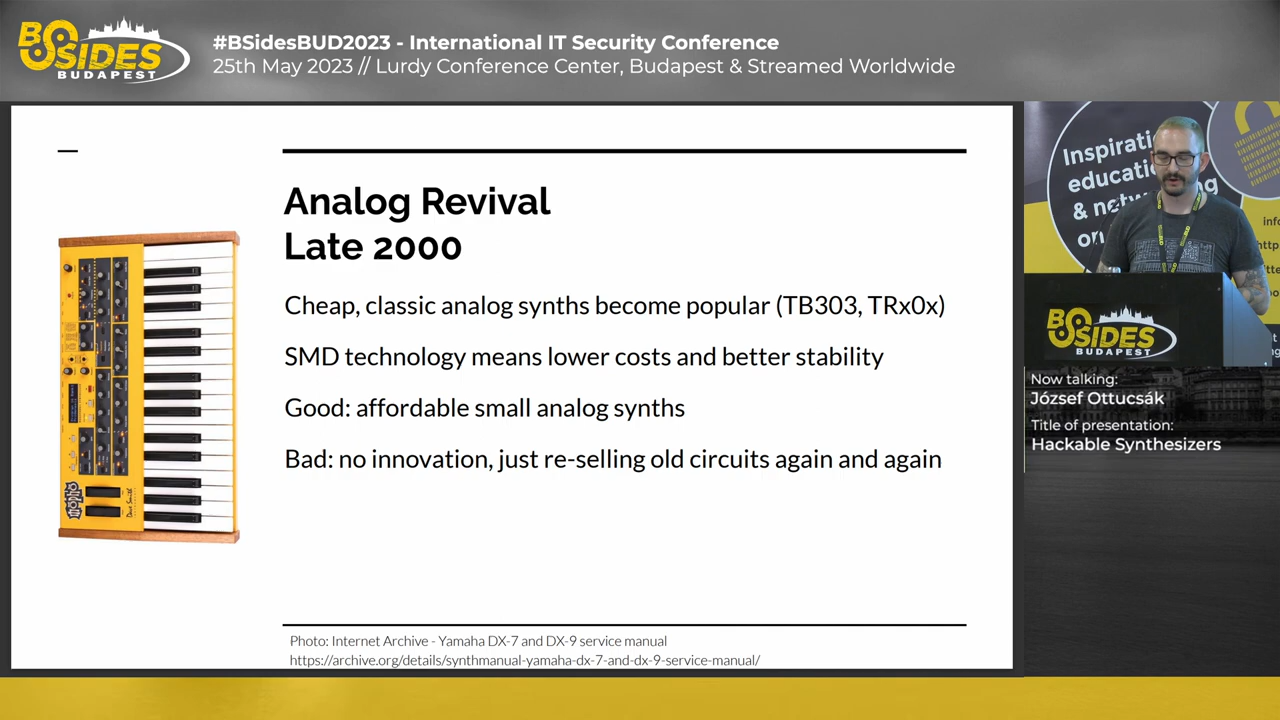 BSIDES
BUDAPEST
#BSidesBUD2023 - International IT Security Conference
25th May 2023 // Lurdy Conference Center, Budapest & Streamed Worldwide
Analog Revival
Late 2000
Cheap, classic analog synths become popular (TB303, TRx0x)
SMD technology means lower costs and better stability
Good: affordable small analog synths
Bad: no innovation, just re-selling old circuits again and again
Photo: Internet Archive - Yamaha DX-7 and DX-9 service manual
https://archive.org/details/synthmanual-yamaha-dx-7-and-dx-9-service-manual/
mopho
Dave Smith
BSIDES
BUDAPEST
Now talking:
József Ottucsák
Title of presentation:
Hackable Synthesizers